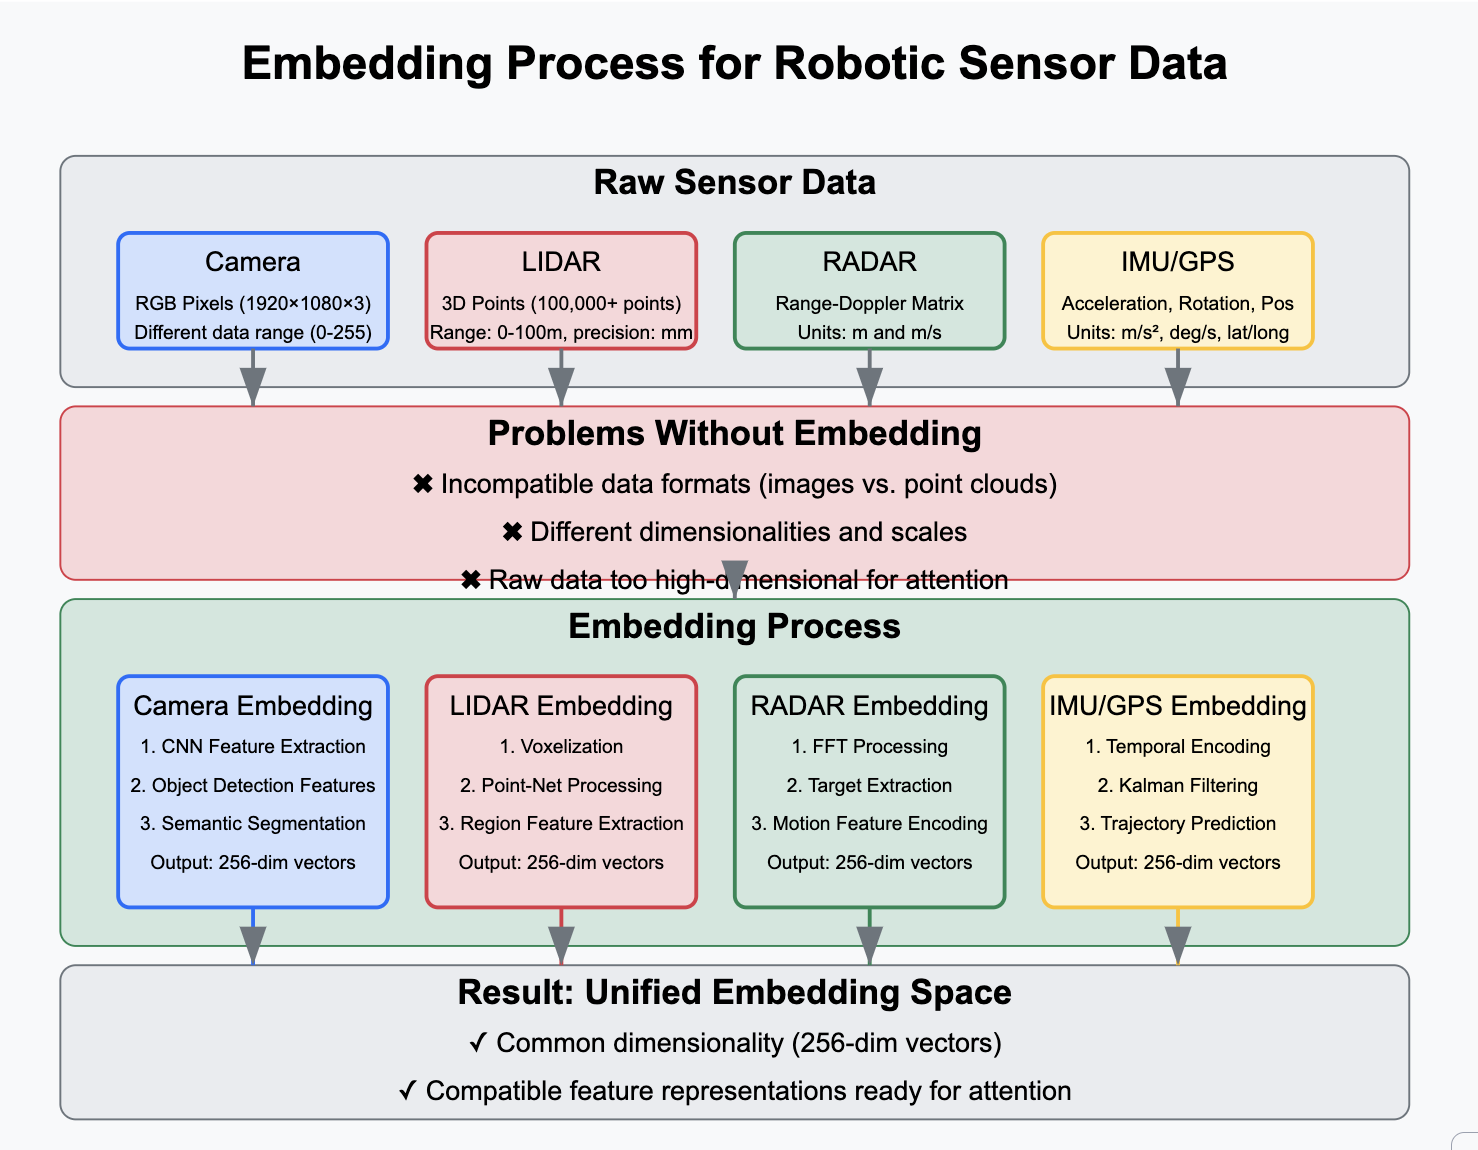 Embedding Process for Robotic Sensor Data
Raw Sensor Data
Camera
RGB Pixels (1920×1080×3)
Different data range (0-255)
LIDAR
3D Points (100,000+ points)
Range: 0-100m, precision: mm
RADAR
Range-Doppler Matrix
Units: m and m/s
IMU/GPS
Acceleration, Rotation, Pos
Units: m/s², deg/s, lat/long
Problems Without Embedding
✖ Incompatible data formats (images vs. point clouds)
✖ Different dimensionalities and scales
✖ Raw data too high-dimensional for attention
Embedding Process
Camera Embedding
1. CNN Feature Extraction
2. Object Detection Features
3. Semantic Segmentation
Output: 256-dim vectors
LIDAR Embedding
1. Voxelization
2. Point-Net Processing
3. Region Feature Extraction
Output: 256-dim vectors
RADAR Embedding
1. FFT Processing
2. Target Extraction
3. Motion Feature Encoding
Output: 256-dim vectors
IMU/GPS Embedding
1. Temporal Encoding
2. Kalman Filtering
3. Trajectory Prediction
Output: 256-dim vectors
Result: Unified Embedding Space
✓ Common dimensionality (256-dim vectors)
✓ Compatible feature representations ready for attention